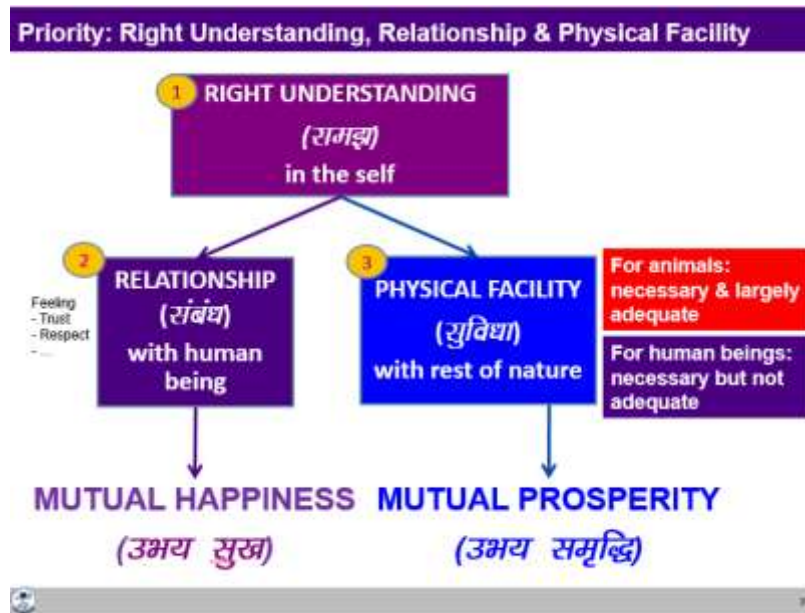 Priority: Right Understanding, Relationship & Physical Facility
1
RIGHT UNDERSTANDING
(रामझ)
in the self
2
RELATIONSHIP
(संबंध)
with human
being
Feeling
- Trust
- Respect
- ...
3
PHYSICAL FACILITY
(सुविधा)
with rest of nature
For animals:
necessary & largely
adequate
For human beings:
necessary but not
adequate
MUTUAL HAPPINESS
(उभय सुख)
MUTUAL PROSPERITY
(उभय समृद्धि)